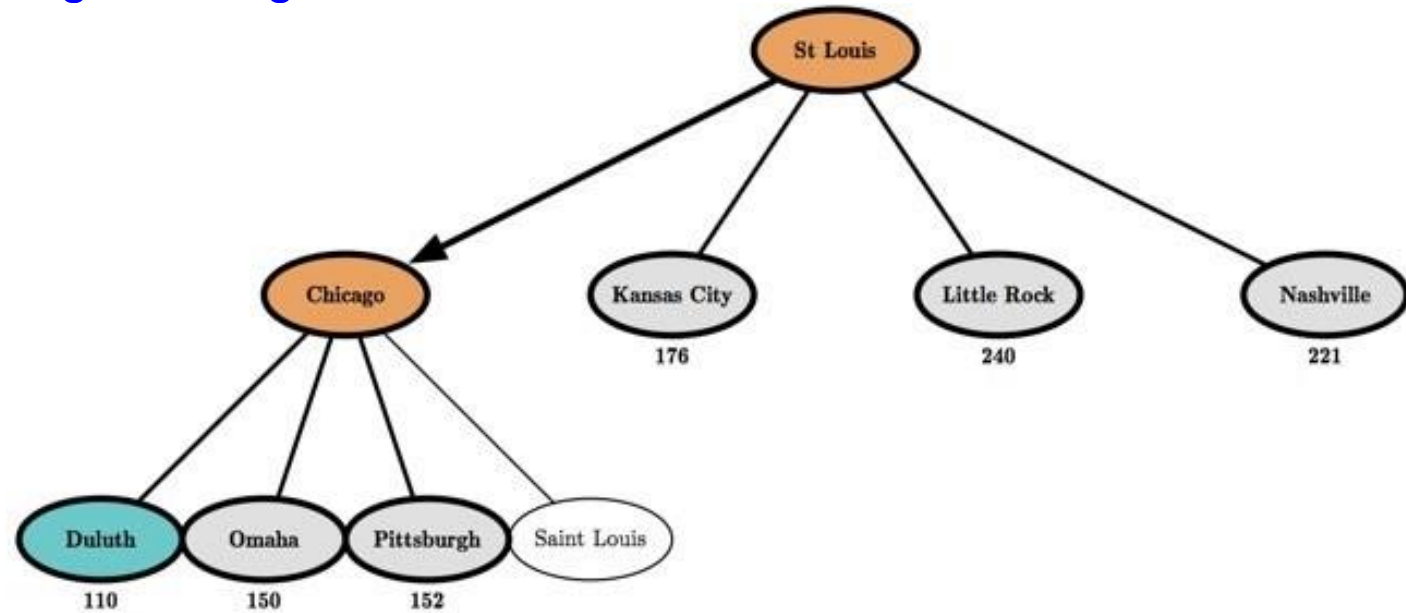 St Louis
Chicago
Kansas City
Little Rock
Nashville
176
240
221
Duluth
Omaha
Pittsburgh
Saint Louis
110
150
152